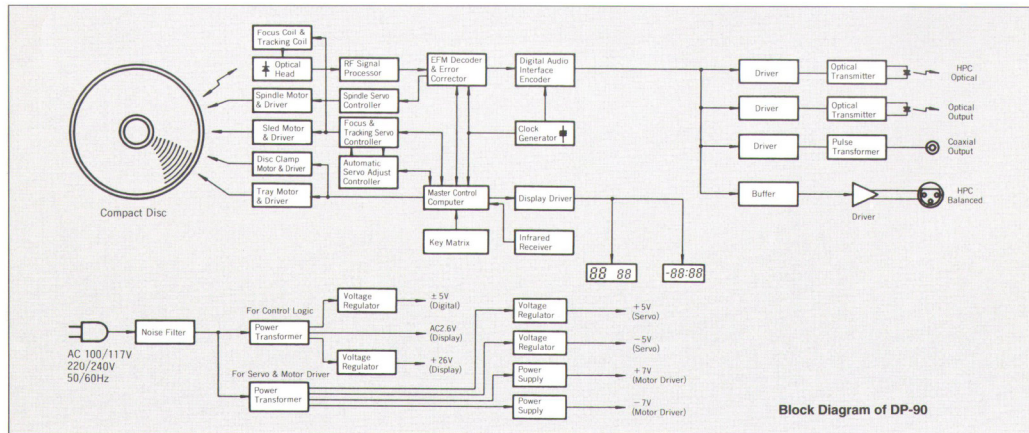 Focus Coil &
Tracking Coil
Optical
Head
RF Signal
Processor
EFM Decoder
& Error
Corrector
Digital Audio
Interface
Encoder
Spindle Motor
& Driver
Spindle Servo
Controller
Sled Motor
& Driver
Focus &
Tracking Servo
Controller
Clock
Generator
Disc Clamp
Motor & Driver
Automatic
Servo Adjust
Controller
Tray Motor
& Driver
Master Control
Computer
Display Driver
Key Matrix
Infrared
Receiver
88 88
-88:88
Compact Disc
Driver
Optical
Transmitter
HPC
Optical
Driver
Optical
Transmitter
Optical
Output
Driver
Pulse
Transformer
Coaxial
Output
Buffer
Driver
HPC
Balanced
AC 100/117V
220/240V
50/60Hz
Noise Filter
For Control Logic
Power
Transformer
Voltage
Regulator
±5V
(Digital)
AC2.6V
(Display)
Voltage
Regulator
+26V
(Display)
For Servo & Motor Driver
Power
Transformer
Voltage
Regulator
+5V
(Servo)
Voltage
Regulator
−5V
(Servo)
Power
Supply
+7V
(Motor Driver)
Power
Supply
−7V
(Motor Driver)
Block Diagram of DP-90